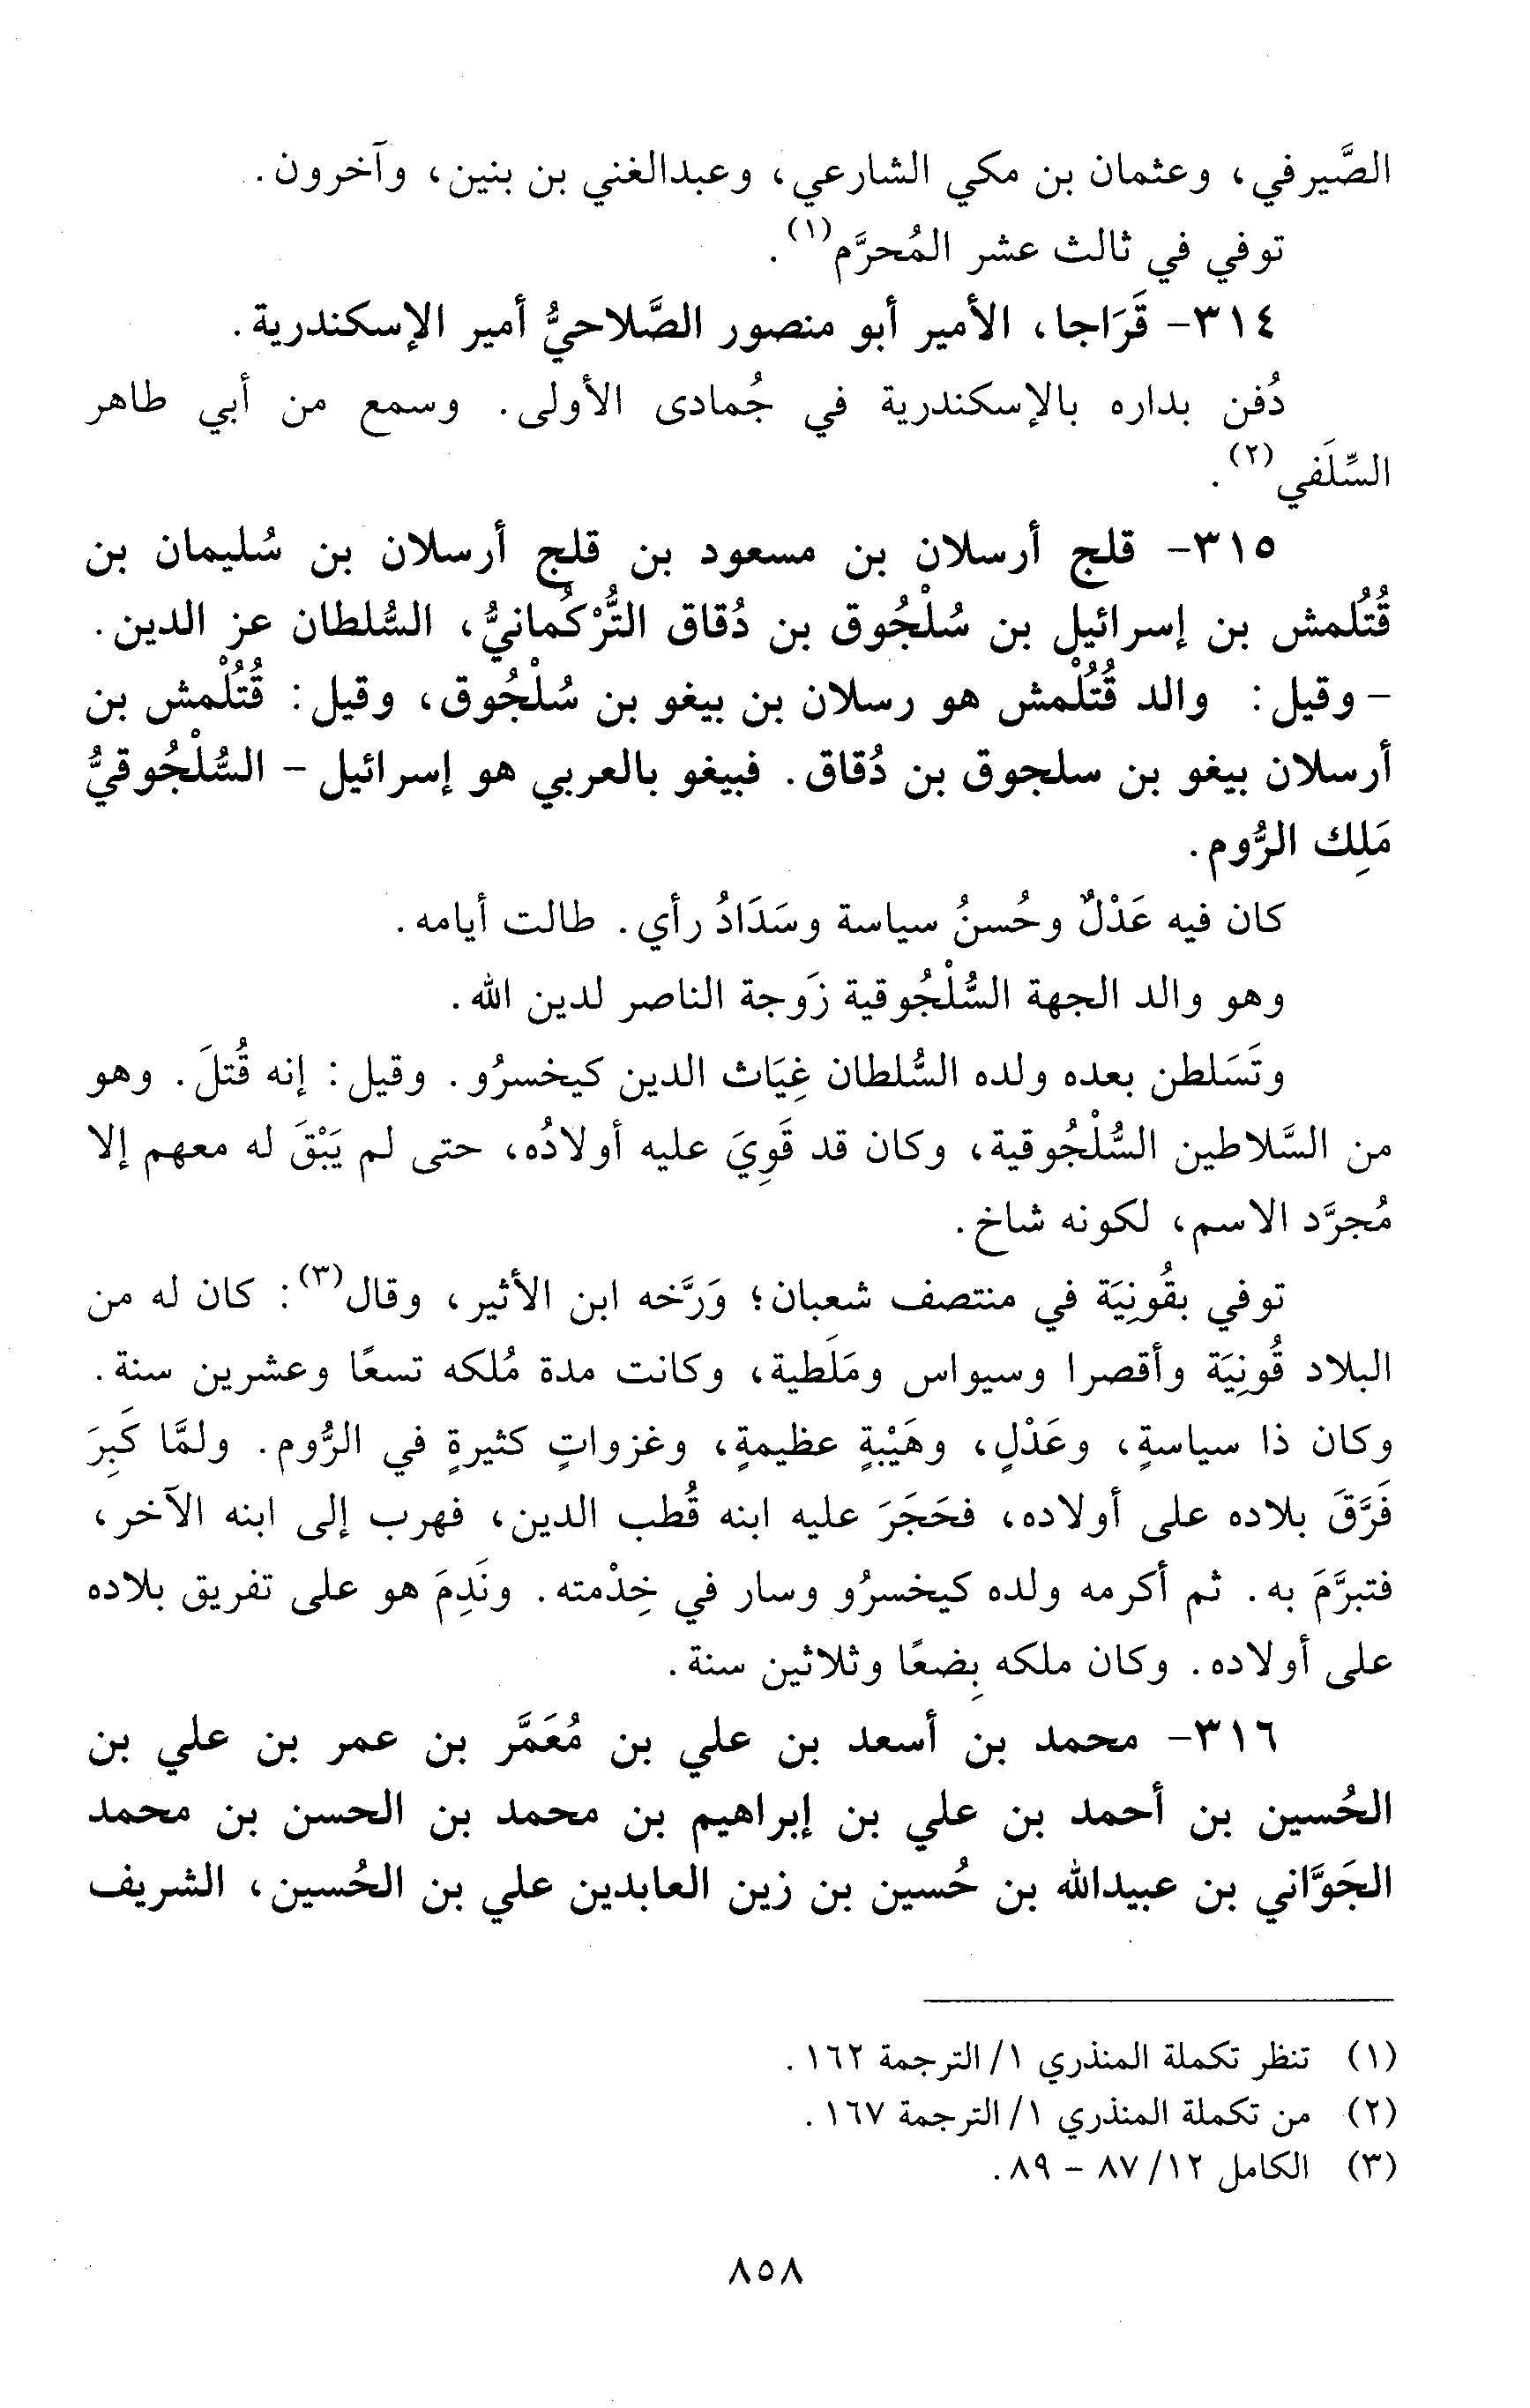 الصَّيرفي، وعثمان بن مكي الشارعي، وعبدالغني بن بنين، وآخرون.
توفي في ثالث عشر المُحرَّم(١).
٣١٤- قَرَاجا، الأمير أبو منصور الصَّلاحيُّ أمير الإسكندرية.
دُفن بداره بالإسكندرية في جُمادى الأولى. وسمع من أبي طاهر
السِّلَفي(٢).
٣١٥- قلج أرسلان بن مسعود بن قلج أرسلان بن سُليمان بن
قُتُلمش بن إسرائيل بن سُلْجُوق بن دُقاق التُّرْكُمانيُّ، السُّلطان عز الدين.
- وقيل: والد قُتُلْمش هو رسلان بن بيغو بن سُلْجُوق، وقيل: قُتُلْمش بن
أرسلان بيغو بن سلجوق بن دُقاق. فبيغو بالعربي هو إسرائيل - السُّلْجُوقيُّ
مَلِك الرُّوم.
كان فيه عَدْلٌ وحُسنُ سياسة وسَدَادُ رأي. طالت أيامه.
وهو والد الجهة السُّلْجُوقية زَوجة الناصر لدين الله.
وتَسَلطن بعده ولده السُّلطان غِيَاث الدين كيخسرُو. وقيل: إنه قُتلَ. وهو
من السَّلاطين السُّلْجُوقية، وكان قد قَوِيَ عليه أولادُه، حتى لم يَبْقَ له معهم إلا
مُجرَّد الاسم، لكونه شاخ.
توفي بقُونِيَة في منتصف شعبان؛ وَرَّخه ابن الأثير، وقال(٣): كان له من
البلاد قُونِيَة وأقصرا وسيواس ومَلَطية، وكانت مدة مُلكه تسعًا وعشرين سنة.
وكان ذا سياسةٍ، وعَدْلٍ، وهَيْبةٍ عظيمةٍ، وغزواتٍ كثيرةٍ في الرُّوم. ولمَّا كَبِرَ
فَرَّقَ بلاده على أولاده، فحَجَرَ عليه ابنه قُطب الدين، فهرب إلى ابنه الآخر،
فتبرَّمَ به. ثم أكرمه ولده كيخسرُو وسار في خِدْمته. ونَدِمَ هو على تفريق بلاده
على أولاده. وكان ملكه بِضعًا وثلاثين سنة.
٣١٦- محمد بن أسعد بن علي بن مُعَمَّر بن عمر بن علي بن
الحُسين بن أحمد بن علي بن إبراهيم بن محمد بن الحسن بن محمد
الجَوَّاني بن عبيدالله بن حُسين بن زين العابدين علي بن الحُسين، الشريف
(١) تنظر تكملة المنذري ١/ الترجمة ١٦٢.
(٢) من تكملة المنذري ١/ الترجمة ١٦٧.
(٣) الكامل ١٢/ ٨٧ - ٨٩.
٨٥٨